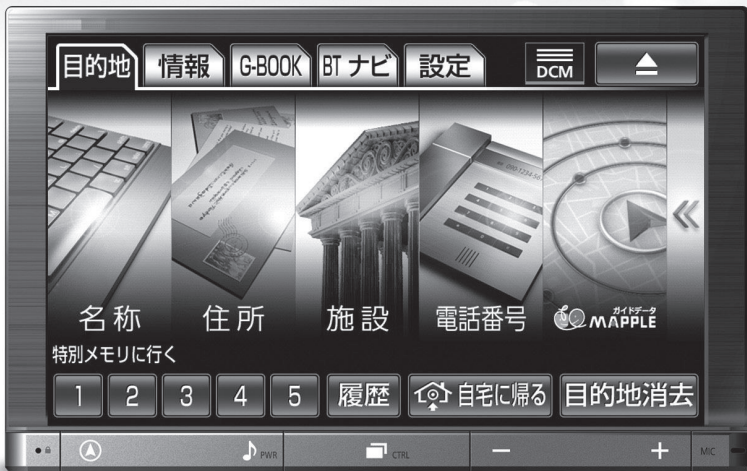 目的地 情報 G-BOOK BT ナビ 設定 DCM
090-1234-56
名称 住所 施設 電話番号 ガイドデータ MAPPLE
特別メモリに行く
1 2 3 4 5 履歴 自宅に帰る 目的地消去
PWR CTRL − + MIC